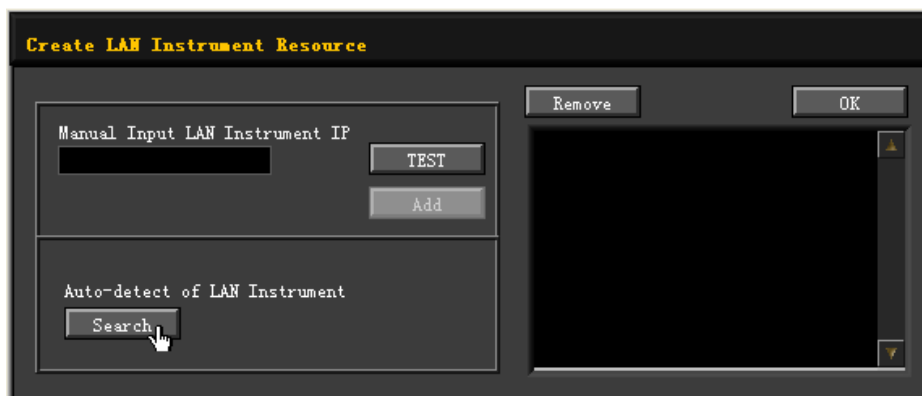 Create LAN Instrument Resource
Remove
OK
Manual Input LAN Instrument IP
TEST
Add
Auto-detect of LAN Instrument
Search